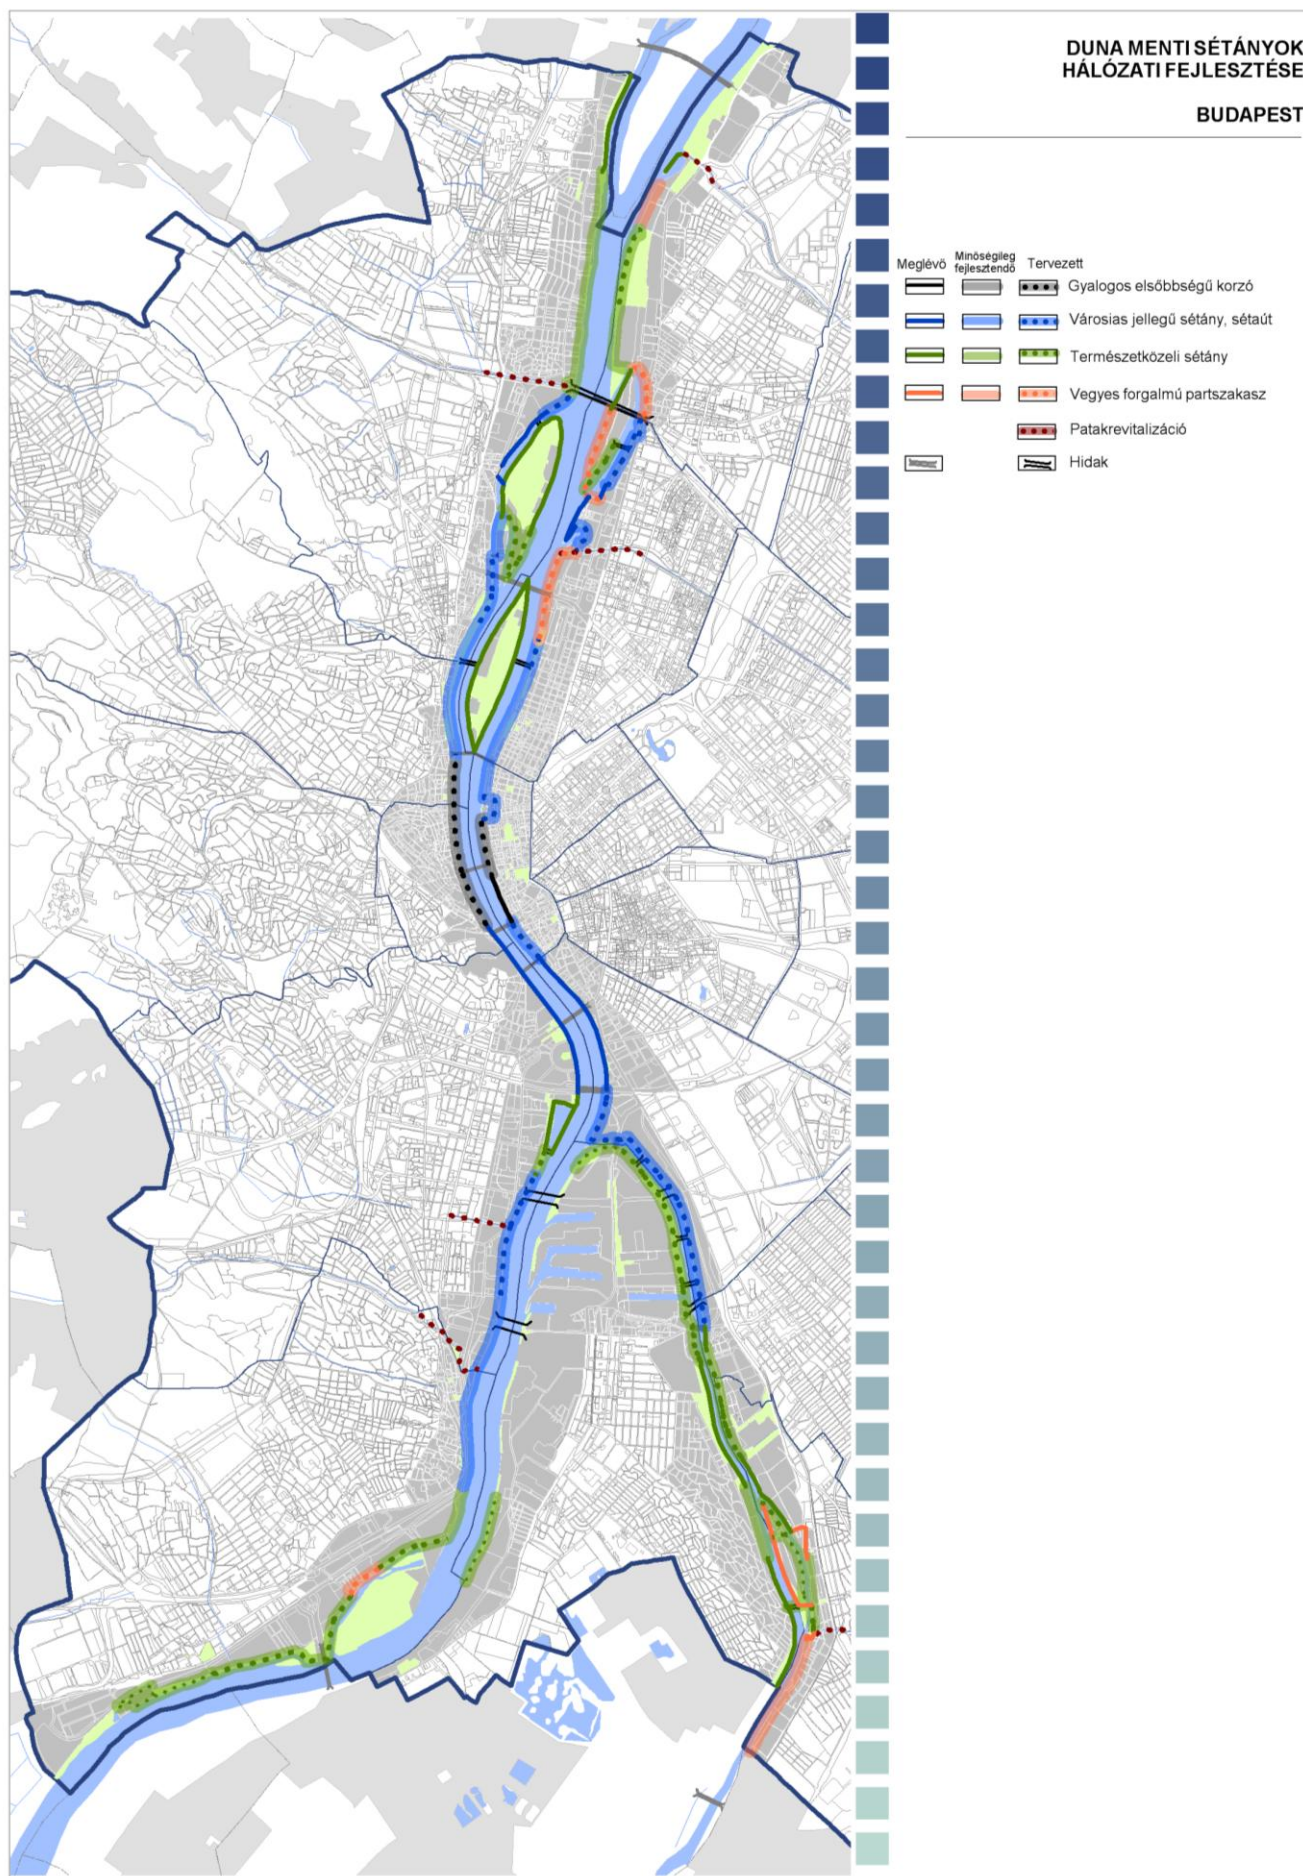 DUNA MENTI SÉTÁNYOK
HÁLÓZATI FEJLESZTÉSE
BUDAPEST
Meglévő
Minőségileg
fejlesztendő
Tervezett
Gyalogos elsőbbségű korzó
Városias jellegű sétány, sétaút
Természetközeli sétány
Vegyes forgalmú partszakasz
Patakrevitalizáció
Hidak